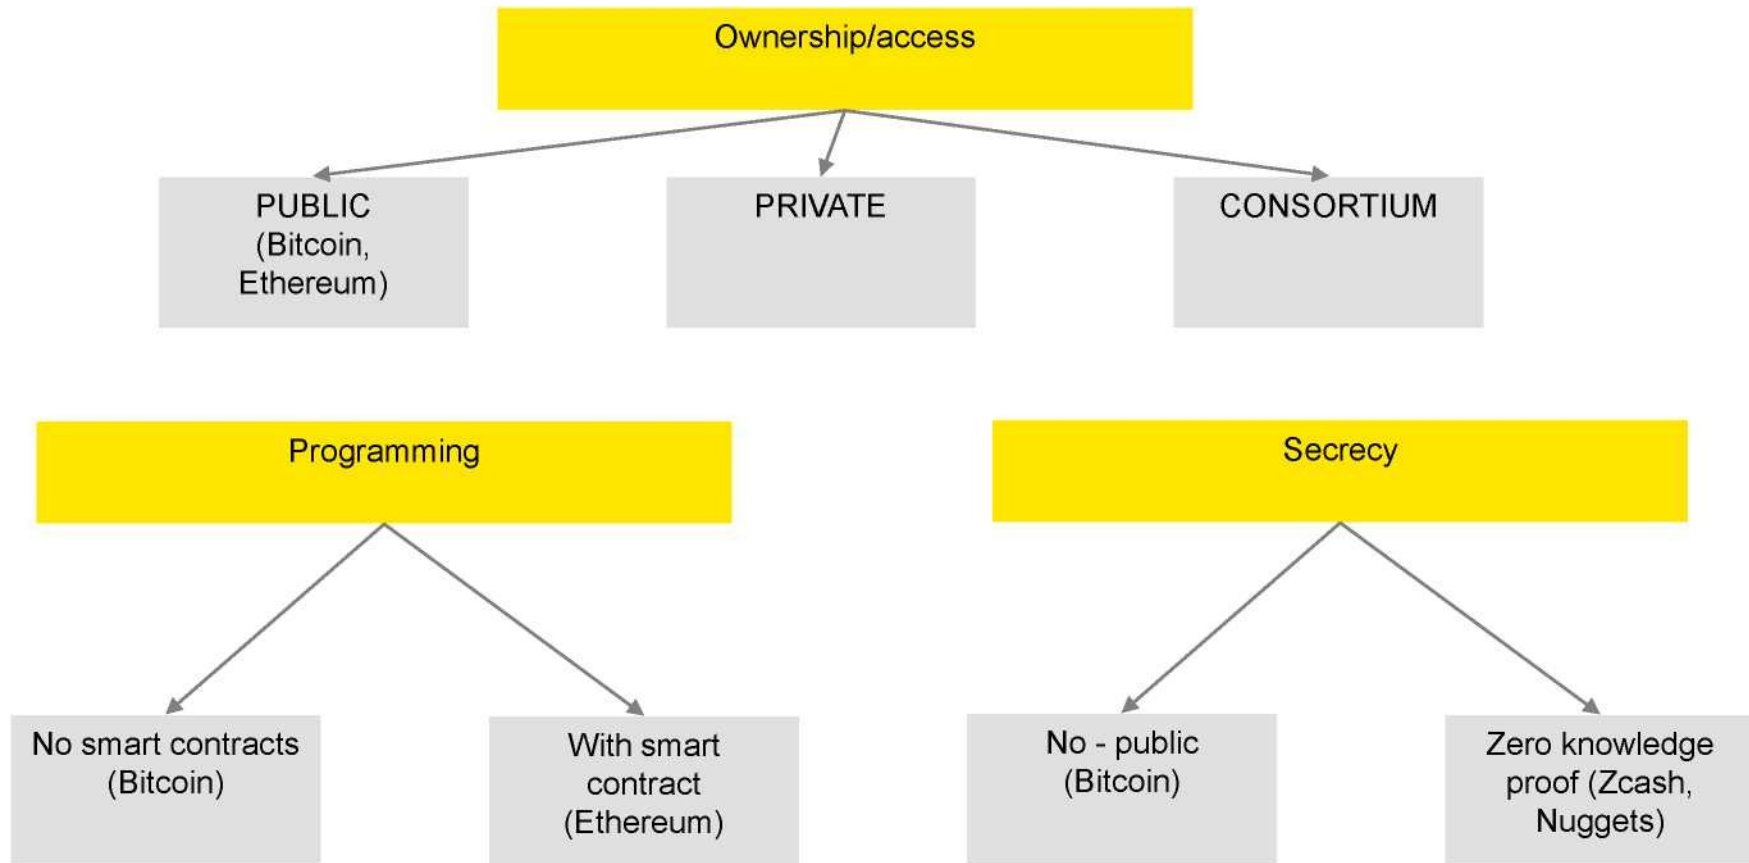 Ownership/access
PUBLIC
(Bitcoin,
Ethereum)
PRIVATE
CONSORTIUM
Programming
Secrecy
No smart contracts
(Bitcoin)
With smart
contract
(Ethereum)
No - public
(Bitcoin)
Zero knowledge
proof (Zcash,
Nuggets)